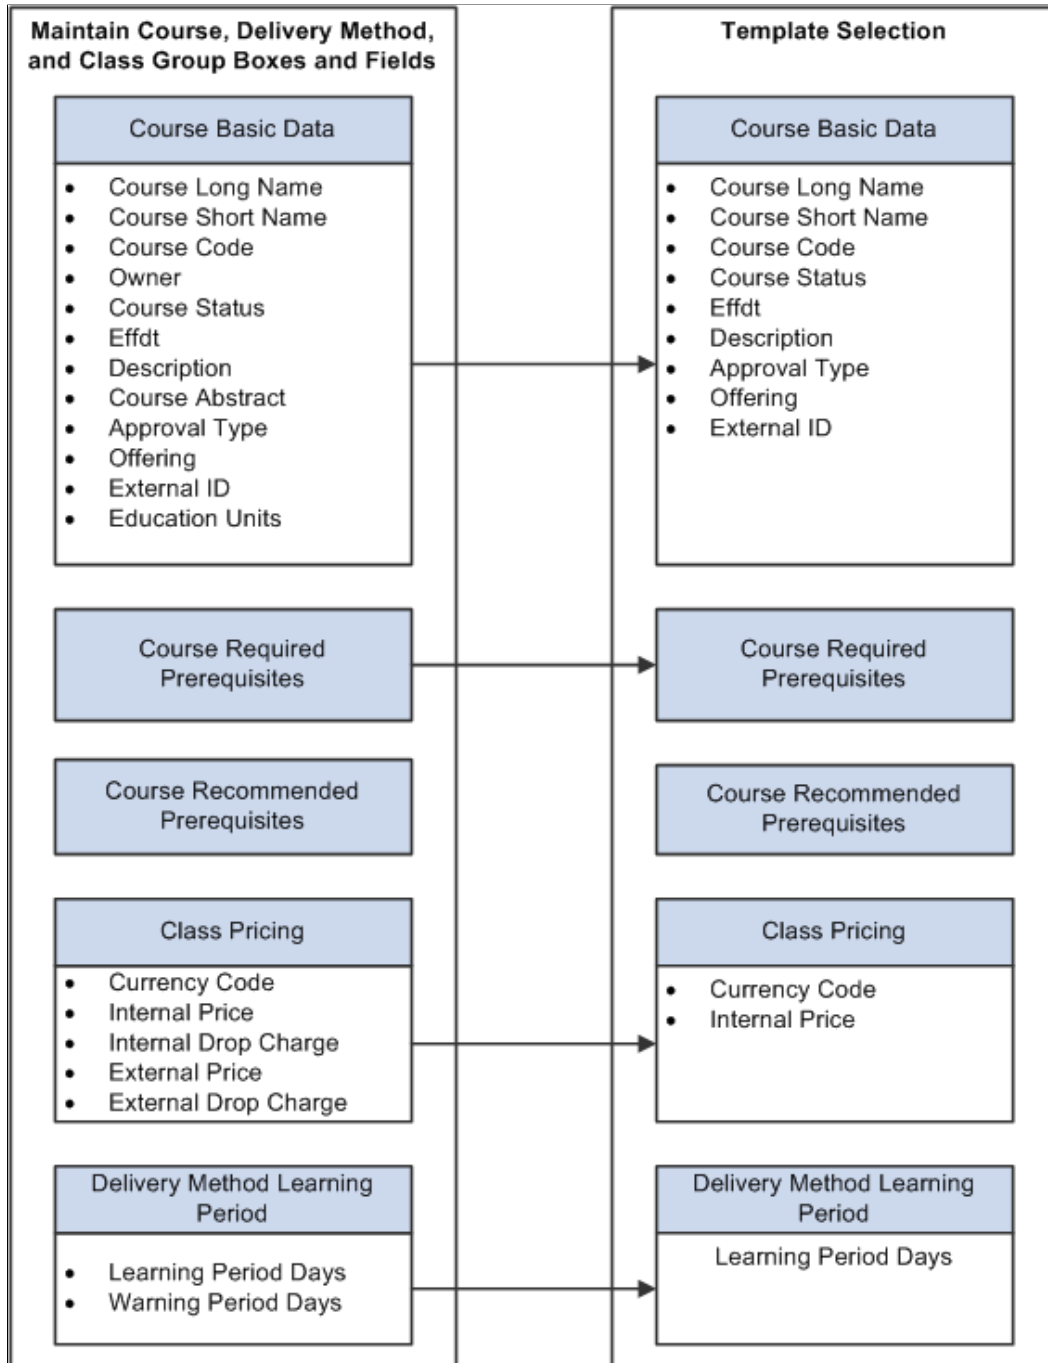 Maintain Course, Delivery Method,
and Class Group Boxes and Fields
Course Basic Data
• Course Long Name
• Course Short Name
• Course Code
• Owner
• Course Status
• Effdt
• Description
• Course Abstract
• Approval Type
• Offering
• External ID
• Education Units
Course Required
Prerequisites
Course Recommended
Prerequisites
Class Pricing
• Currency Code
• Internal Price
• Internal Drop Charge
• External Price
• External Drop Charge
Delivery Method Learning
Period
• Learning Period Days
• Warning Period Days
Template Selection
Course Basic Data
• Course Long Name
• Course Short Name
• Course Code
• Course Status
• Effdt
• Description
• Approval Type
• Offering
• External ID
Course Required
Prerequisites
Course Recommended
Prerequisites
Class Pricing
• Currency Code
• Internal Price
Delivery Method Learning
Period
Learning Period Days